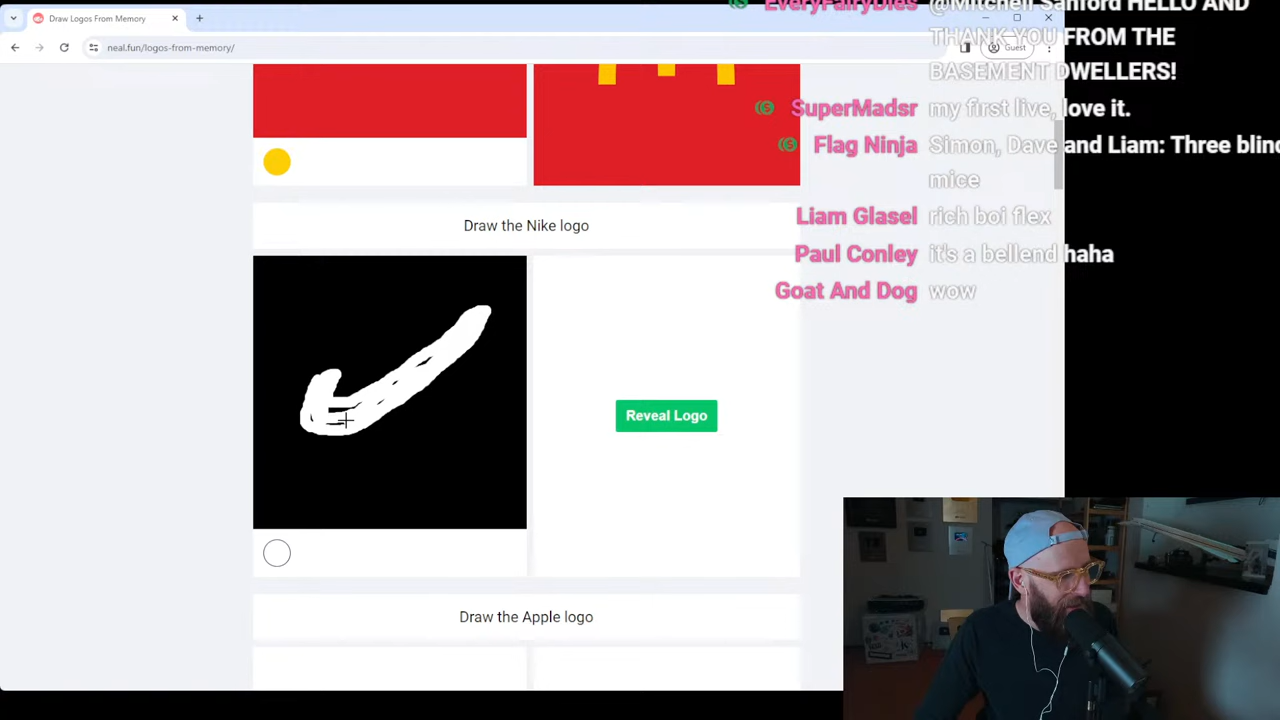 Draw Logos From Memory
neal.fun/logos-from-memory/
Guest
EveryFairyDies @Mitchell Sanford HELLO AND
THANK YOU FROM THE
BASEMENT DWELLERS!
SuperMadsr my first live, love it.
Flag Ninja Simon, Dave and Liam: Three blind
mice
Liam Glasel rich boi flex
Paul Conley it's a bellend haha
Goat And Dog wow
Draw the Nike logo
Reveal Logo
Draw the Apple logo